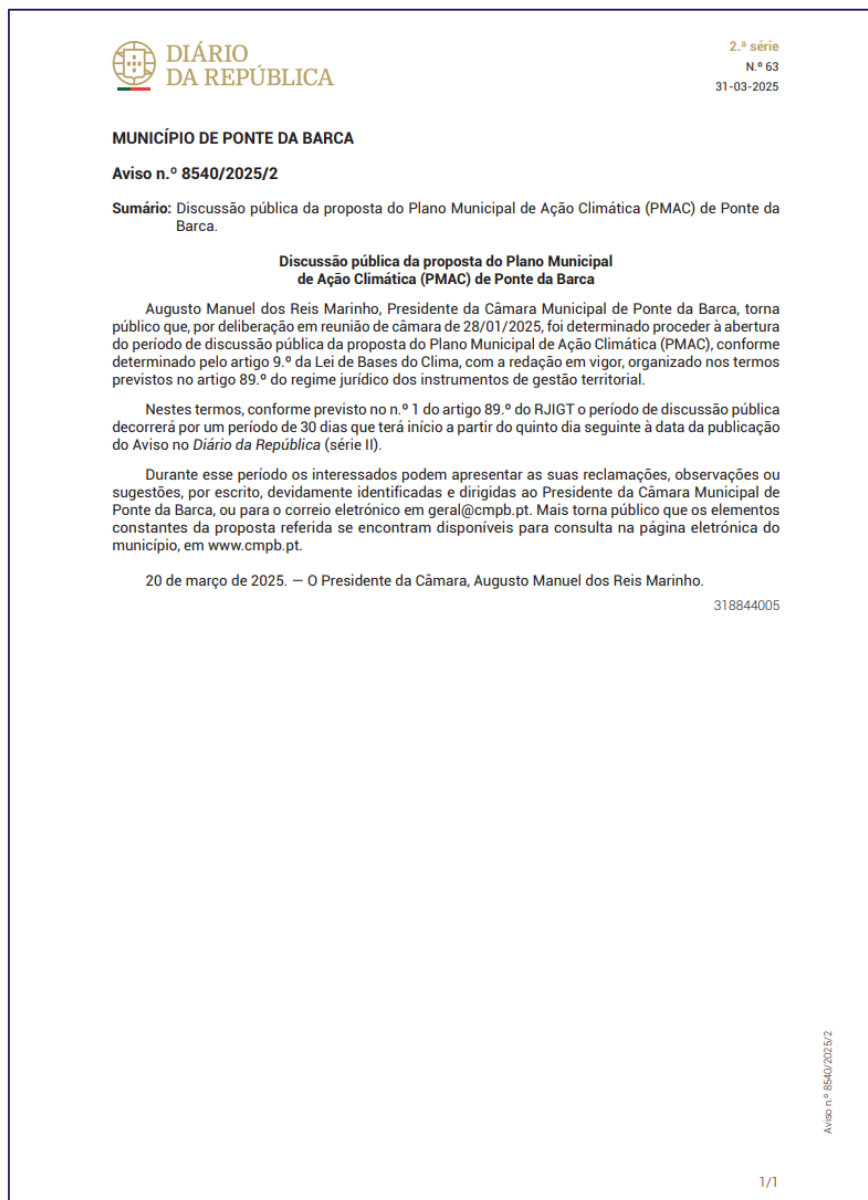 DIÁRIO
DA REPÚBLICA
2.ª série
N.º 63
31-03-2025
MUNICÍPIO DE PONTE DA BARCA
Aviso n.º 8540/2025/2
Sumário: Discussão pública da proposta do Plano Municipal de Ação Climática (PMAC) de Ponte da
Barca.
Discussão pública da proposta do Plano Municipal
de Ação Climática (PMAC) de Ponte da Barca
Augusto Manuel dos Reis Marinho, Presidente da Câmara Municipal de Ponte da Barca, torna
público que, por deliberação em reunião de câmara de 28/01/2025, foi determinado proceder à abertura
do período de discussão pública da proposta do Plano Municipal de Ação Climática (PMAC), conforme
determinado pelo artigo 9.º da Lei de Bases do Clima, com a redação em vigor, organizado nos termos
previstos no artigo 89.º do regime jurídico dos instrumentos de gestão territorial.
Nestes termos, conforme previsto no n.º 1 do artigo 89.º do RJIGT o período de discussão pública
decorrerá por um período de 30 dias que terá início a partir do quinto dia seguinte à data da publicação
do Aviso no Diário da República (série II).
Durante esse período os interessados podem apresentar as suas reclamações, observações ou
sugestões, por escrito, devidamente identificadas e dirigidas ao Presidente da Câmara Municipal de
Ponte da Barca, ou para o correio eletrónico em geral@cmpb.pt. Mais torna público que os elementos
constantes da proposta referida se encontram disponíveis para consulta na página eletrónica do
município, em www.cmpb.pt.
20 de março de 2025. — O Presidente da Câmara, Augusto Manuel dos Reis Marinho.
318844005
Aviso n.º 8540/2025/2
1/1